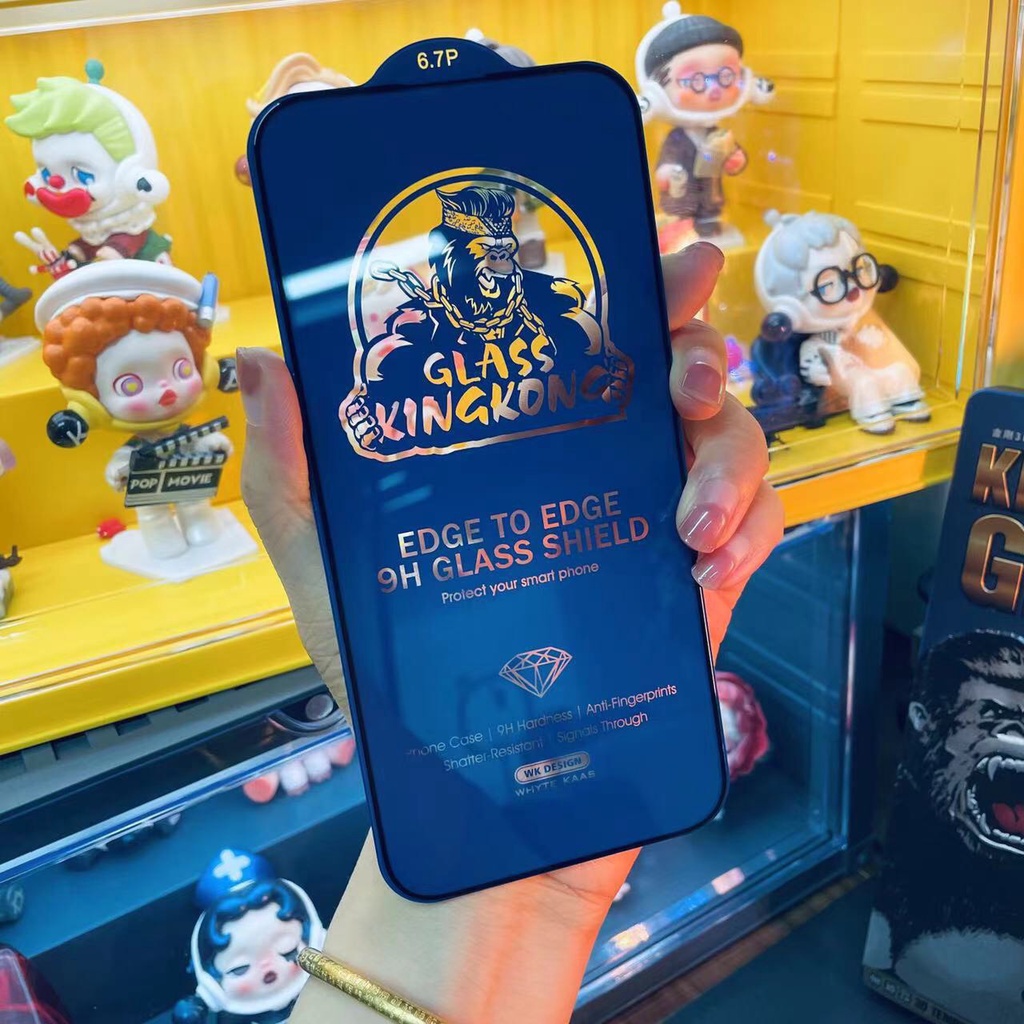 6.7P
GLASS
KINGKONG
EDGE TO EDGE
9H GLASS SHIELD
Protect your smart phone
Case | 9H Hardness | Anti-Fingerprints
Shatter-Resistant | Signals Through
WK DESIGN
WHYTE KAAS
POP MOVIE
K
G